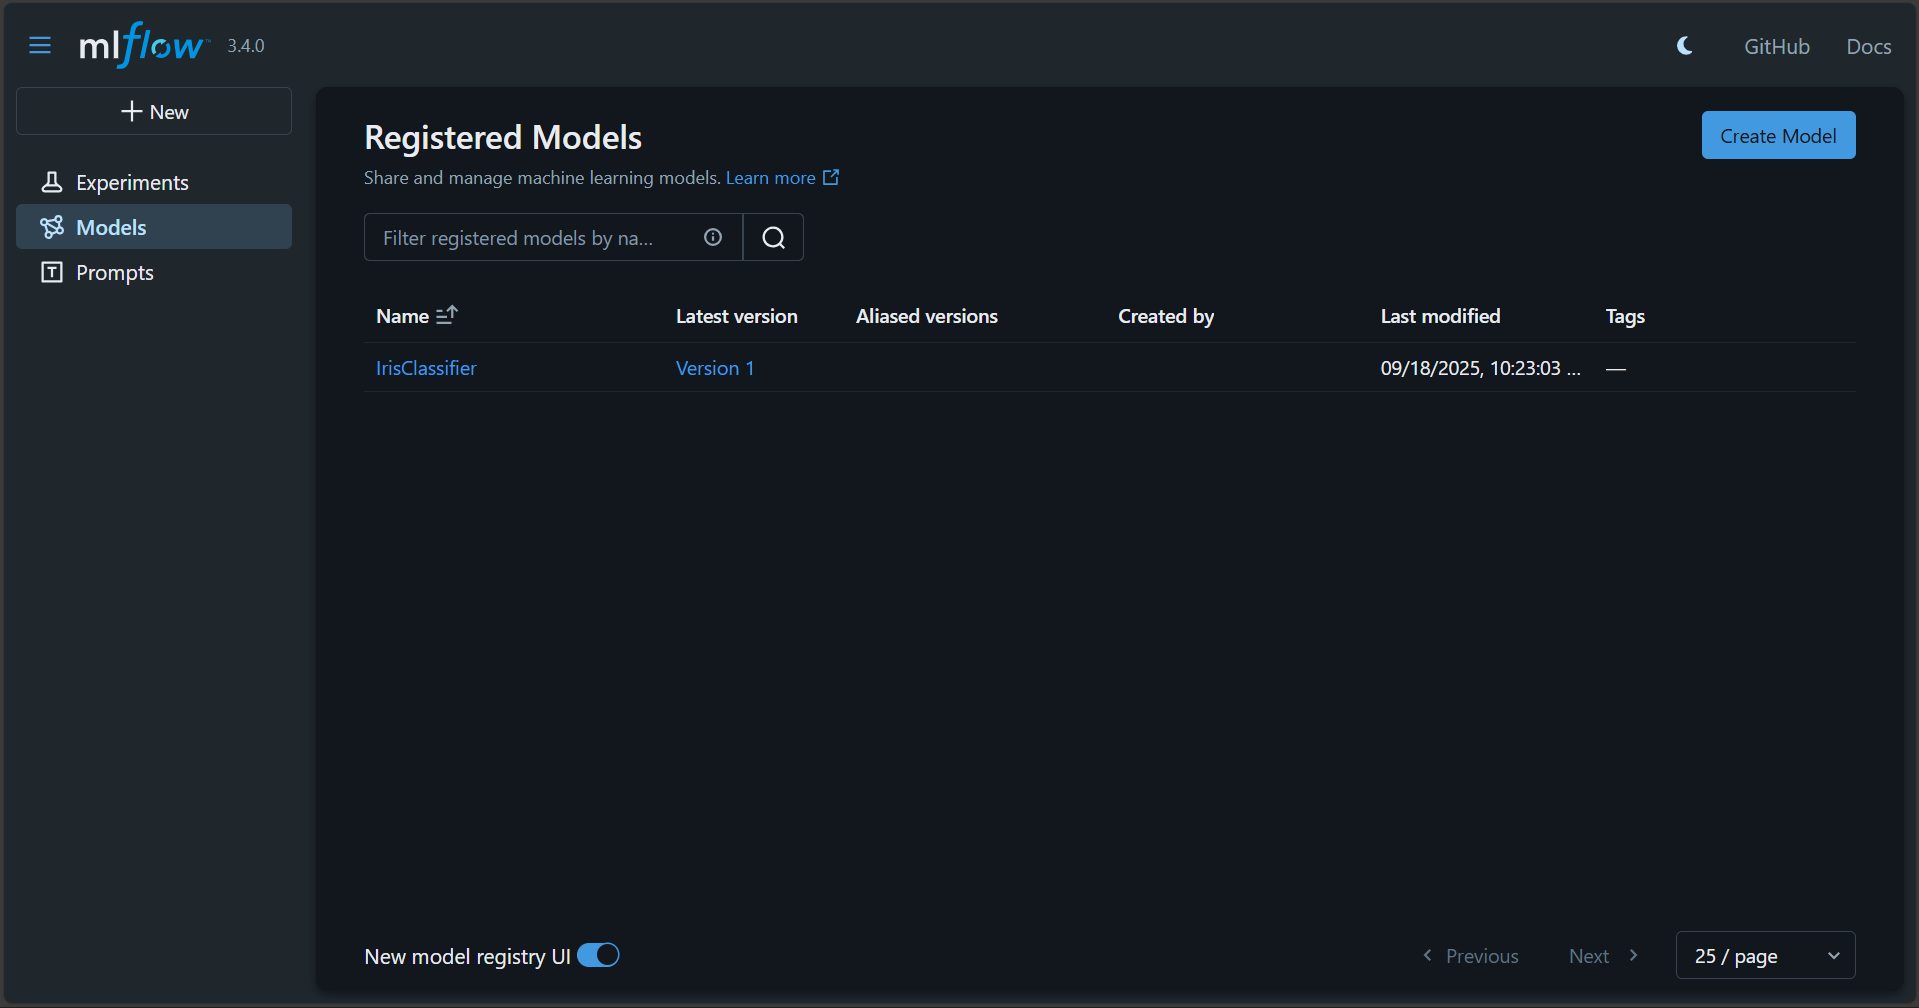 mlflow™ 3.4.0
GitHub Docs
New
Experiments
Models
Prompts
Registered Models
Create Model
Share and manage machine learning models. Learn more
Filter registered models by na...
Name Latest version Aliased versions Created by Last modified Tags
IrisClassifier Version 1 09/18/2025, 10:23:03 ... —
New model registry UI
Previous Next 25 / page